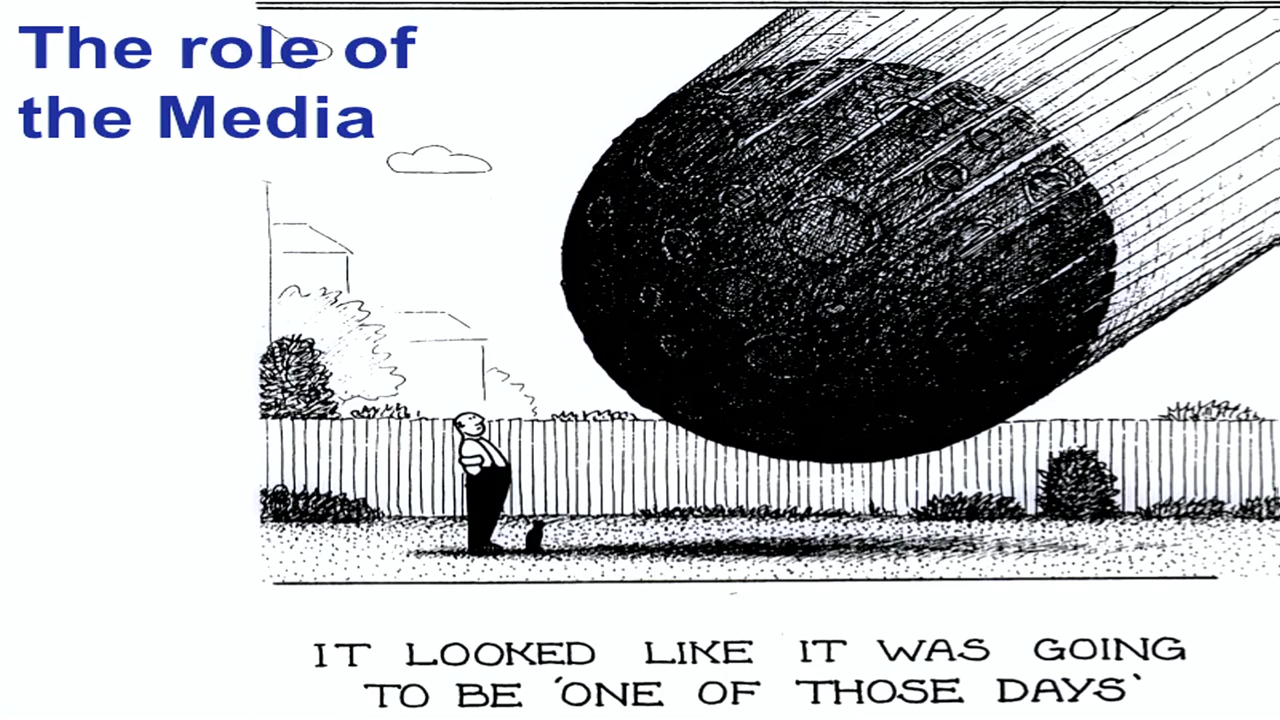 The role of
the Media
IT LOOKED LIKE IT WAS GOING
TO BE 'ONE OF THOSE DAYS'